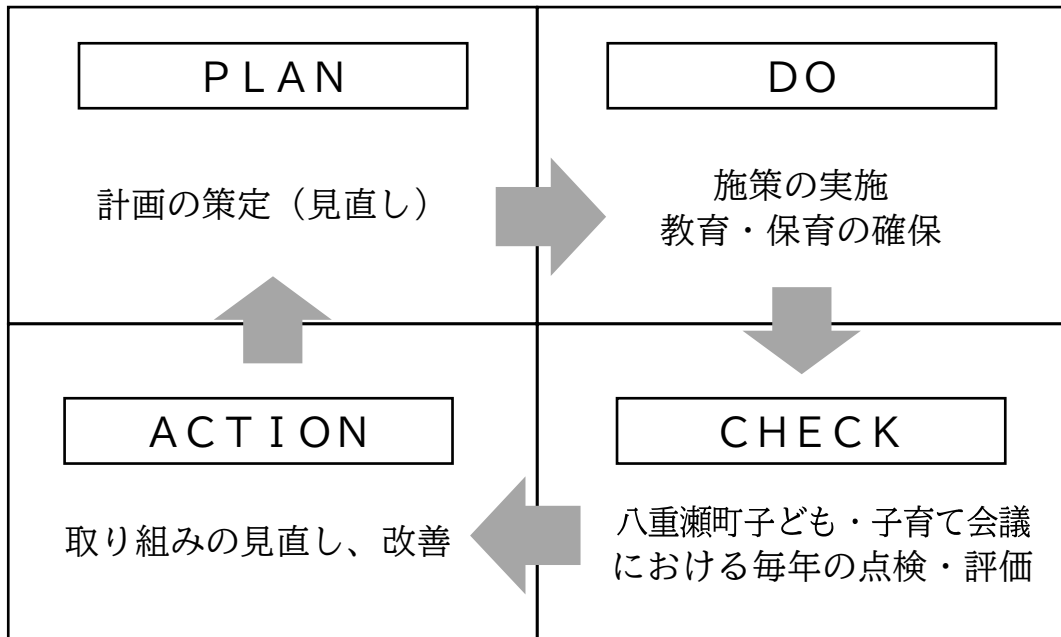 ＰＬＡＮ
計画の策定（見直し）
ＤＯ
施策の実施
教育・保育の確保
ＡＣＴＩＯＮ
取り組みの見直し、改善
ＣＨＥＣＫ
八重瀬町子ども・子育て会議
における毎年の点検・評価